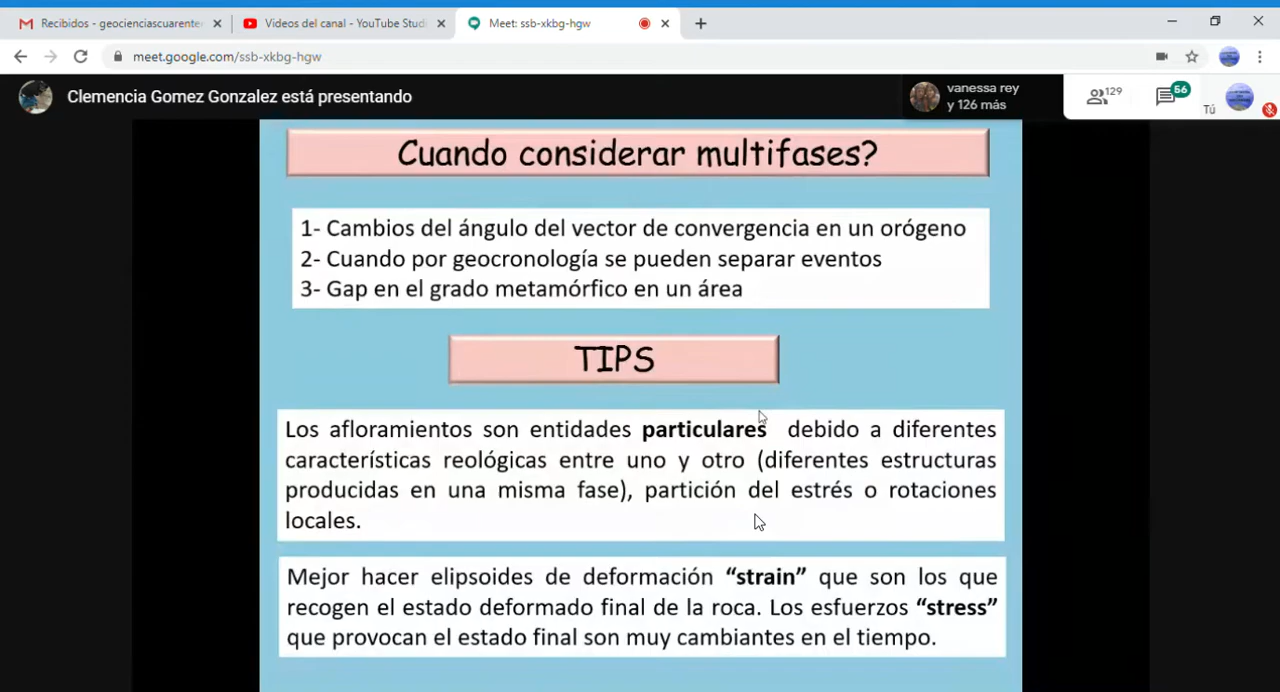 Recibidos - geocienciascuarente
Videos del canal - YouTube Studi
Meet: ssb-xkbg-hgw
meet.google.com/ssb-xkbg-hgw
Clemencia Gomez Gonzalez está presentando
vanessa rey
y 126 más
129
56
Tú
Cuando considerar multifases?
1- Cambios del ángulo del vector de convergencia en un orógeno
2- Cuando por geocronología se pueden separar eventos
3- Gap en el grado metamórfico en un área
TIPS
Los afloramientos son entidades particulares debido a diferentes
características reológicas entre uno y otro (diferentes estructuras
producidas en una misma fase), partición del estrés o rotaciones
locales.
Mejor hacer elipsoides de deformación “strain” que son los que
recogen el estado deformado final de la roca. Los esfuerzos “stress”
que provocan el estado final son muy cambiantes en el tiempo.